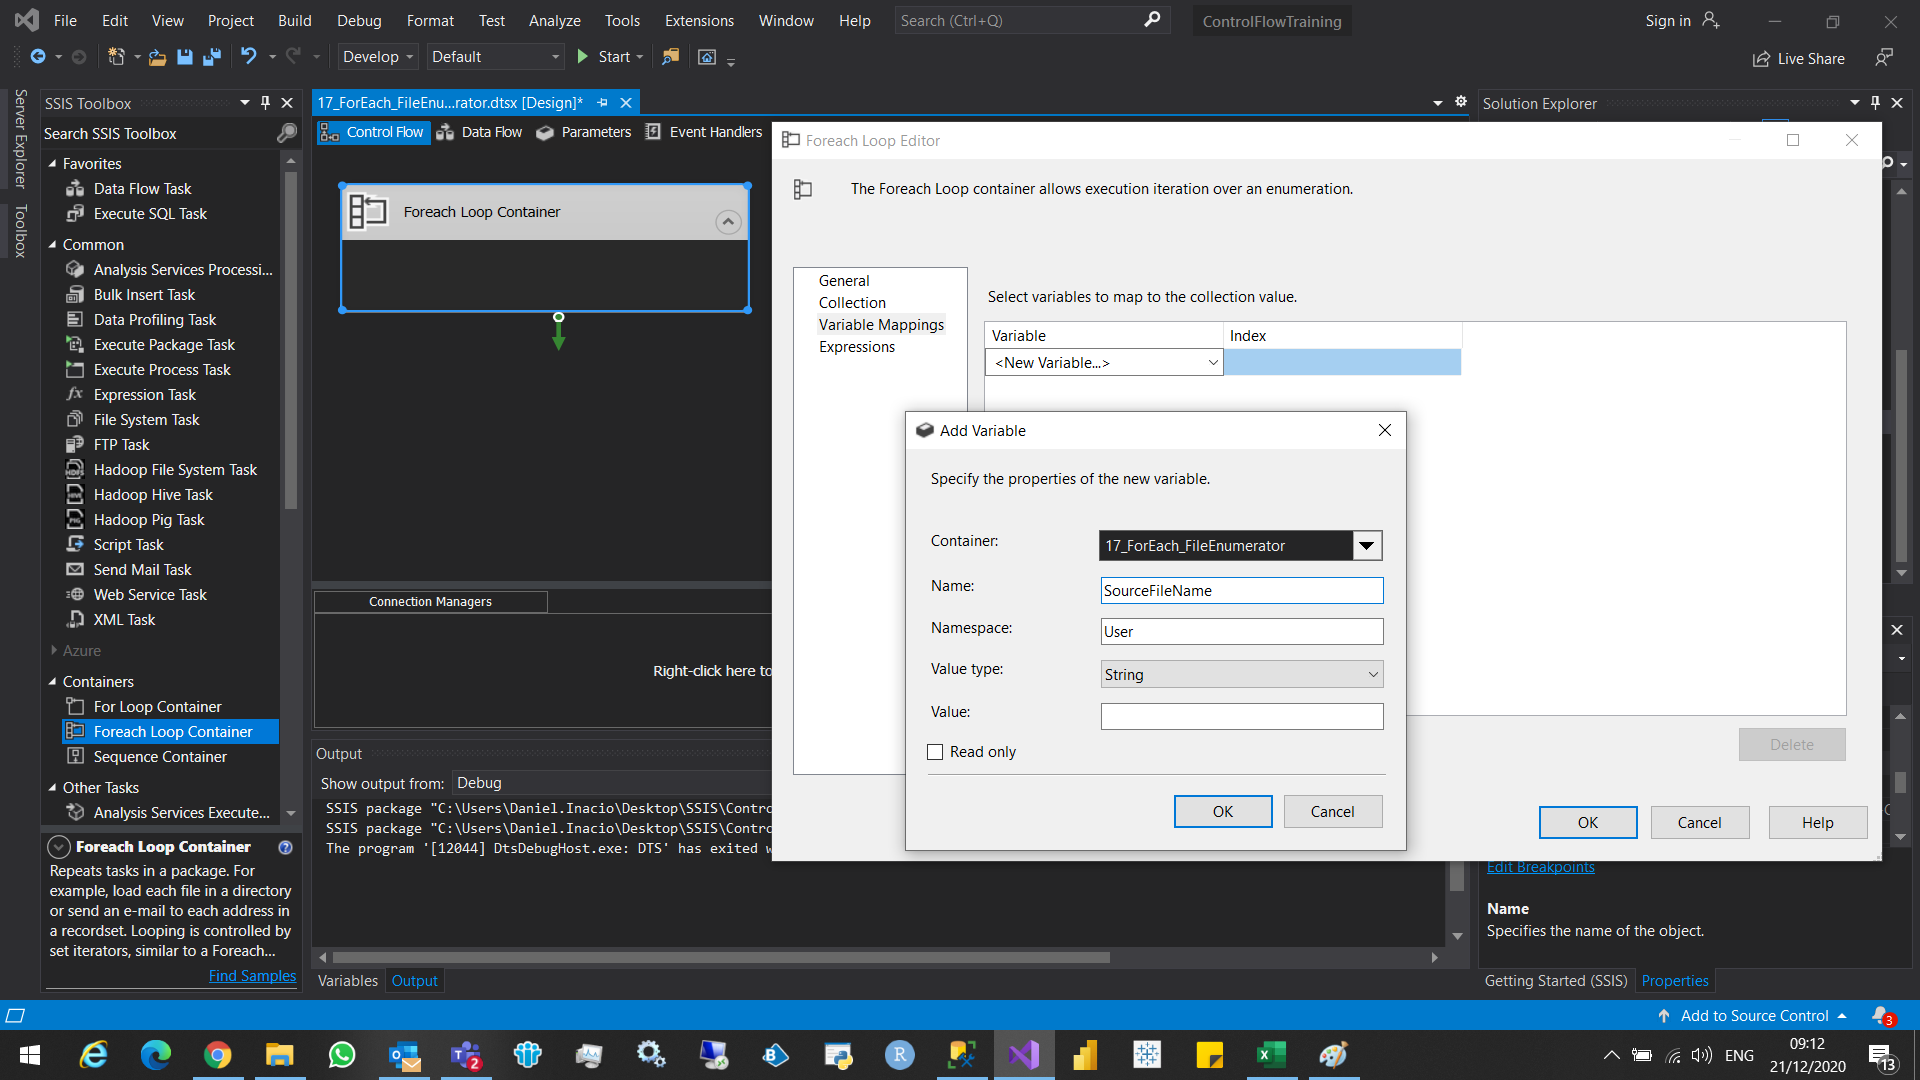 File Edit View Project Build Debug Format Test Analyze Tools Extensions Window Help Search (Ctrl+Q) ControlFlowTraining Sign in
Develop Default Start Live Share
Server Explorer
Toolbox
SSIS Toolbox
Search SSIS Toolbox
Favorites
Data Flow Task
Execute SQL Task
Common
Analysis Services Processi...
Bulk Insert Task
Data Profiling Task
Execute Package Task
Execute Process Task
Expression Task
File System Task
FTP Task
Hadoop File System Task
Hadoop Hive Task
Hadoop Pig Task
Script Task
Send Mail Task
Web Service Task
XML Task
Azure
Containers
For Loop Container
Foreach Loop Container
Sequence Container
Other Tasks
Analysis Services Execute...
Foreach Loop Container
Repeats tasks in a package. For
example, load each file in a directory
or send an e-mail to each address in
a recordset. Looping is controlled by
set iterators, similar to a Foreach...
Find Samples
17_ForEach_FileEnu...rator.dtsx [Design]*
Control Flow Data Flow Parameters Event Handlers
Foreach Loop Container
Connection Managers
Right-click here to
Output
Show output from: Debug
SSIS package "C:\Users\Daniel.Inacio\Desktop\SSIS\Contro
SSIS package "C:\Users\Daniel.Inacio\Desktop\SSIS\Contro
The program '[12044] DtsDebugHost.exe: DTS' has exited w
Variables Output
Solution Explorer
Foreach Loop Editor
The Foreach Loop container allows execution iteration over an enumeration.
General
Collection
Variable Mappings
Expressions
Select variables to map to the collection value.
Variable Index
<New Variable...>
Delete
OK Cancel Help
Add Variable
Specify the properties of the new variable.
Container: 17_ForEach_FileEnumerator
Name: SourceFileName
Namespace: User
Value type: String
Value:
Read only
OK Cancel
Edit Breakpoints
Name
Specifies the name of the object.
Getting Started (SSIS) Properties
Add to Source Control 3
2
ENG
09:12
21/12/2020
13